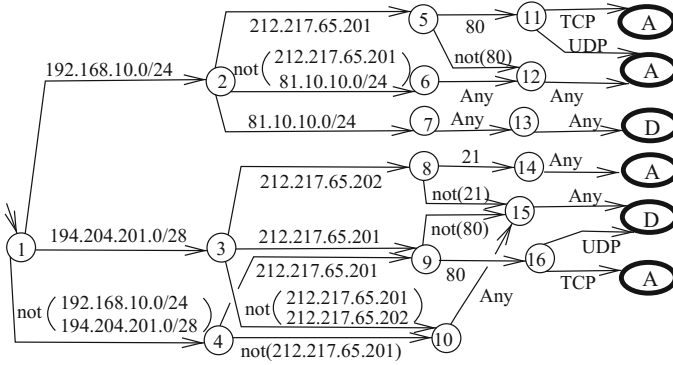 212.217.65.201
5
80
11
TCP
A
UDP
192.168.10.0/24
2
not(212.217.65.201
81.10.10.0/24)
not(80)
6
Any
12
Any
A
81.10.10.0/24
7
Any
13
Any
D
212.217.65.202
8
21
14
Any
A
not(21)
15
Any
D
1
194.204.201.0/28
3
212.217.65.201
not(80)
9
80
16
UDP
TCP
A
212.217.65.201
not(192.168.10.0/24
194.204.201.0/28)
4
not(212.217.65.201
212.217.65.202)
10
Any
not(212.217.65.201)